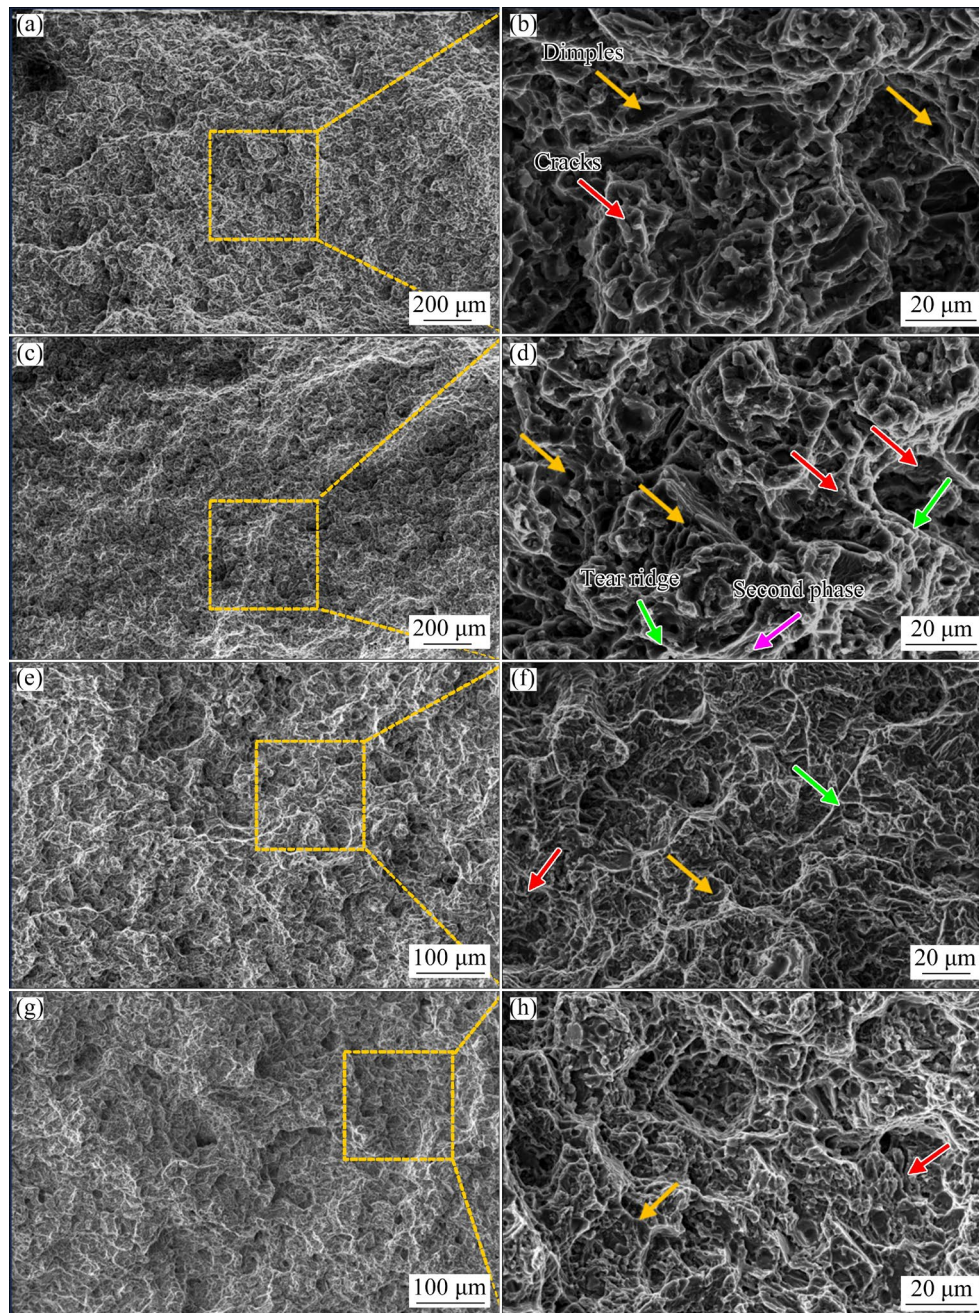 (a)
(b)
Dimples
Cracks
200 μm
20 μm
(c)
(d)
Tear ridge
Second phase
200 μm
20 μm
(e)
(f)
100 μm
20 μm
(g)
(h)
100 μm
20 μm